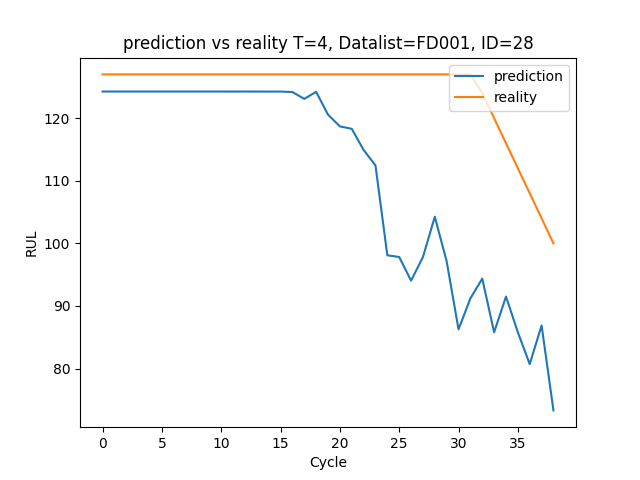 prediction vs reality T=4, Datalist=FD001, ID=28
prediction
reality
120
110
100
90
80
RUL
0 5 10 15 20 25 30 35
Cycle